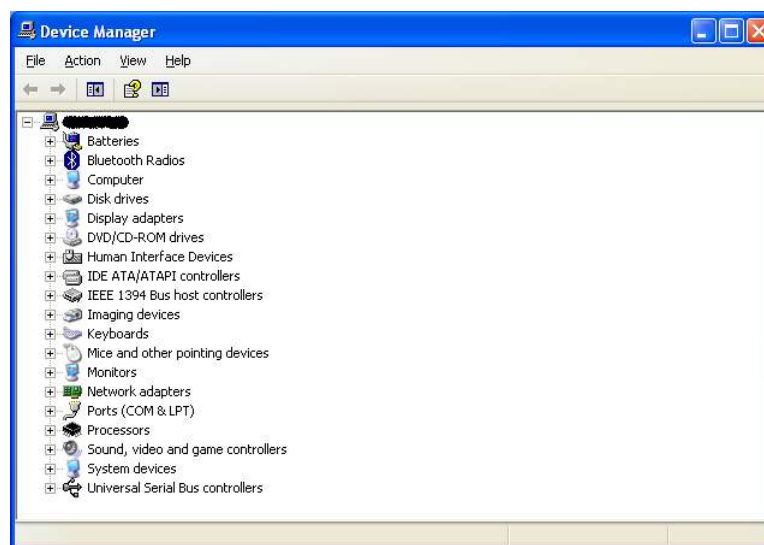 Device Manager
File Action View Help
Batteries
Bluetooth Radios
Computer
Disk drives
Display adapters
DVD/CD-ROM drives
Human Interface Devices
IDE ATA/ATAPI controllers
IEEE 1394 Bus host controllers
Imaging devices
Keyboards
Mice and other pointing devices
Monitors
Network adapters
Ports (COM & LPT)
Processors
Sound, video and game controllers
System devices
Universal Serial Bus controllers